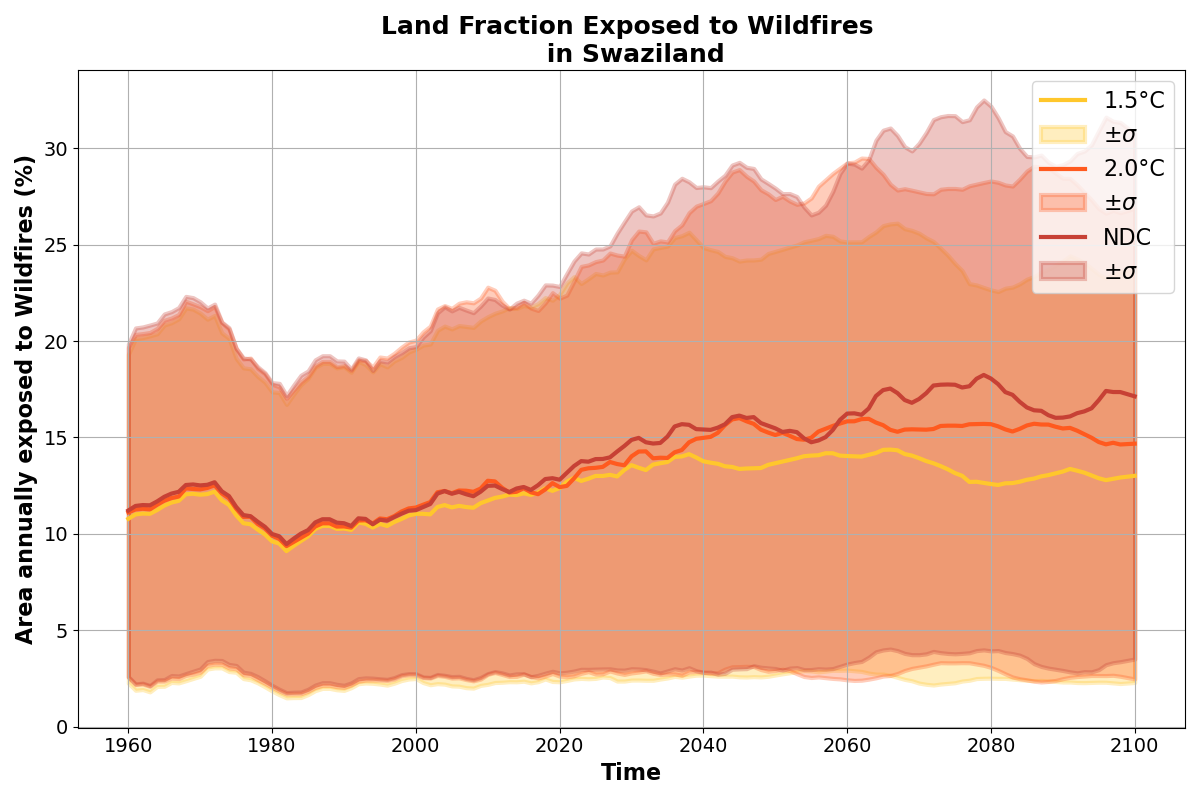 Land Fraction Exposed to Wildfires
in Swaziland
Area annually exposed to Wildfires (%)
30
25
20
15
10
5
0
1960 1980 2000 2020 2040 2060 2080 2100
Time
1.5°C
±σ
2.0°C
±σ
NDC
±σ